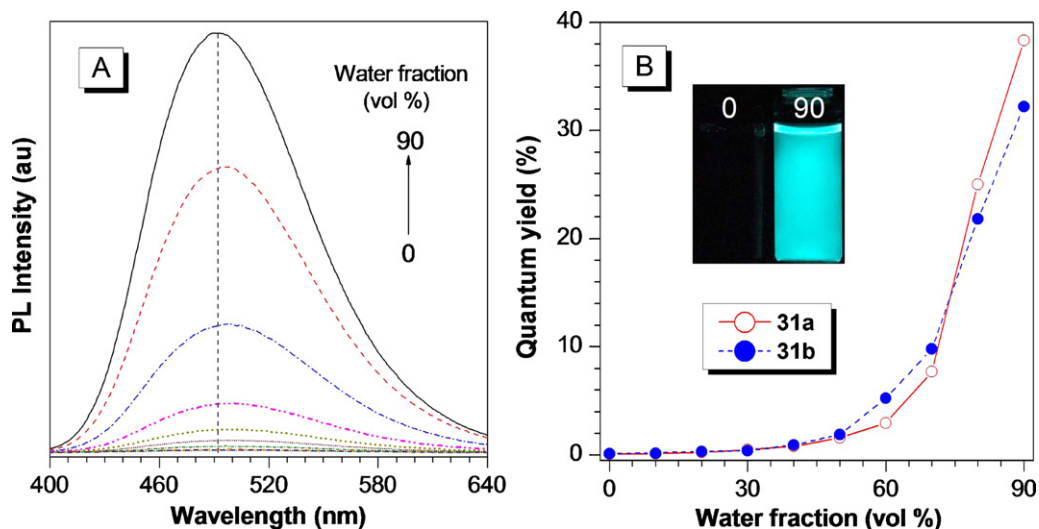 A
Water fraction
(vol %)
90
0
PL Intensity (au)
400 460 520 580 640
Wavelength (nm)
B
0 90
31a
31b
Quantum yield (%)
40
30
20
10
0
0 30 60 90
Water fraction (vol %)